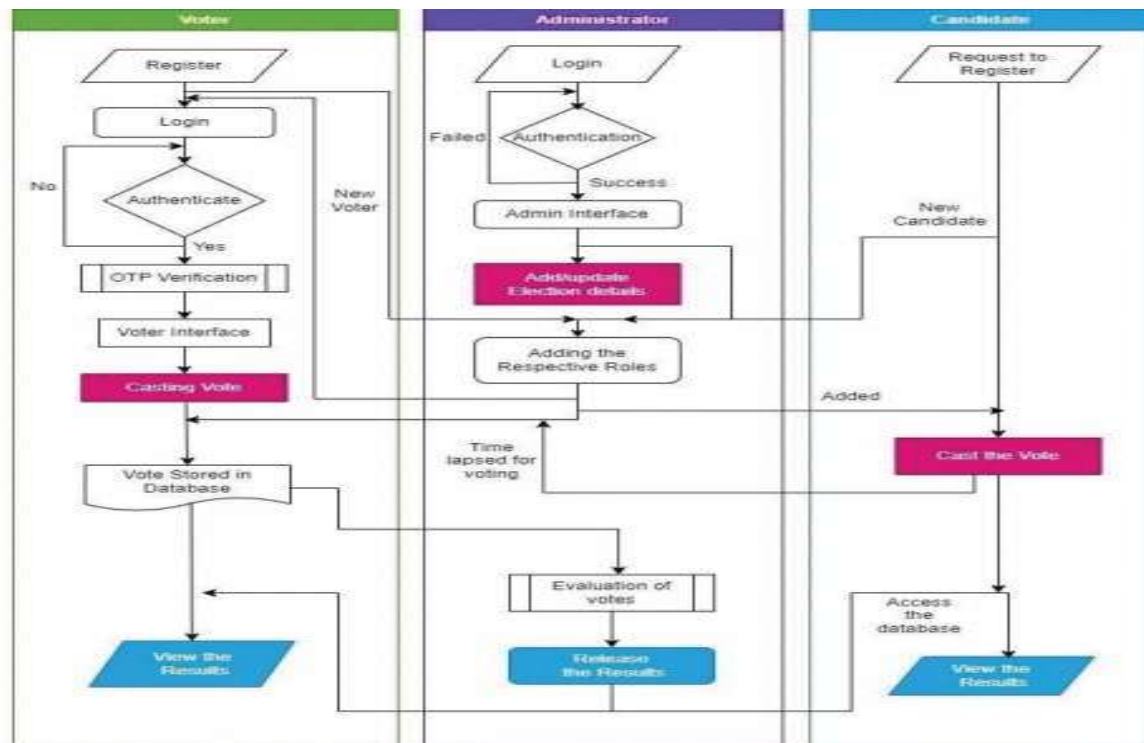 Voter
Register
Login
No
Authenticate
Yes
OTP Verification
Voter Interface
Casting Vote
Vote Stored in
Database
View the
Results
New
Voter
Administrator
Login
Failed
Authentication
Success
Admin Interface
Add/update
Election details
Adding the
Respective Roles
Time
lapsed for
voting
Evaluation of
votes
Release
the Results
Candidate
Request to
Register
New
Candidate
Added
Cast the Vote
Access
the
database
View the
Results